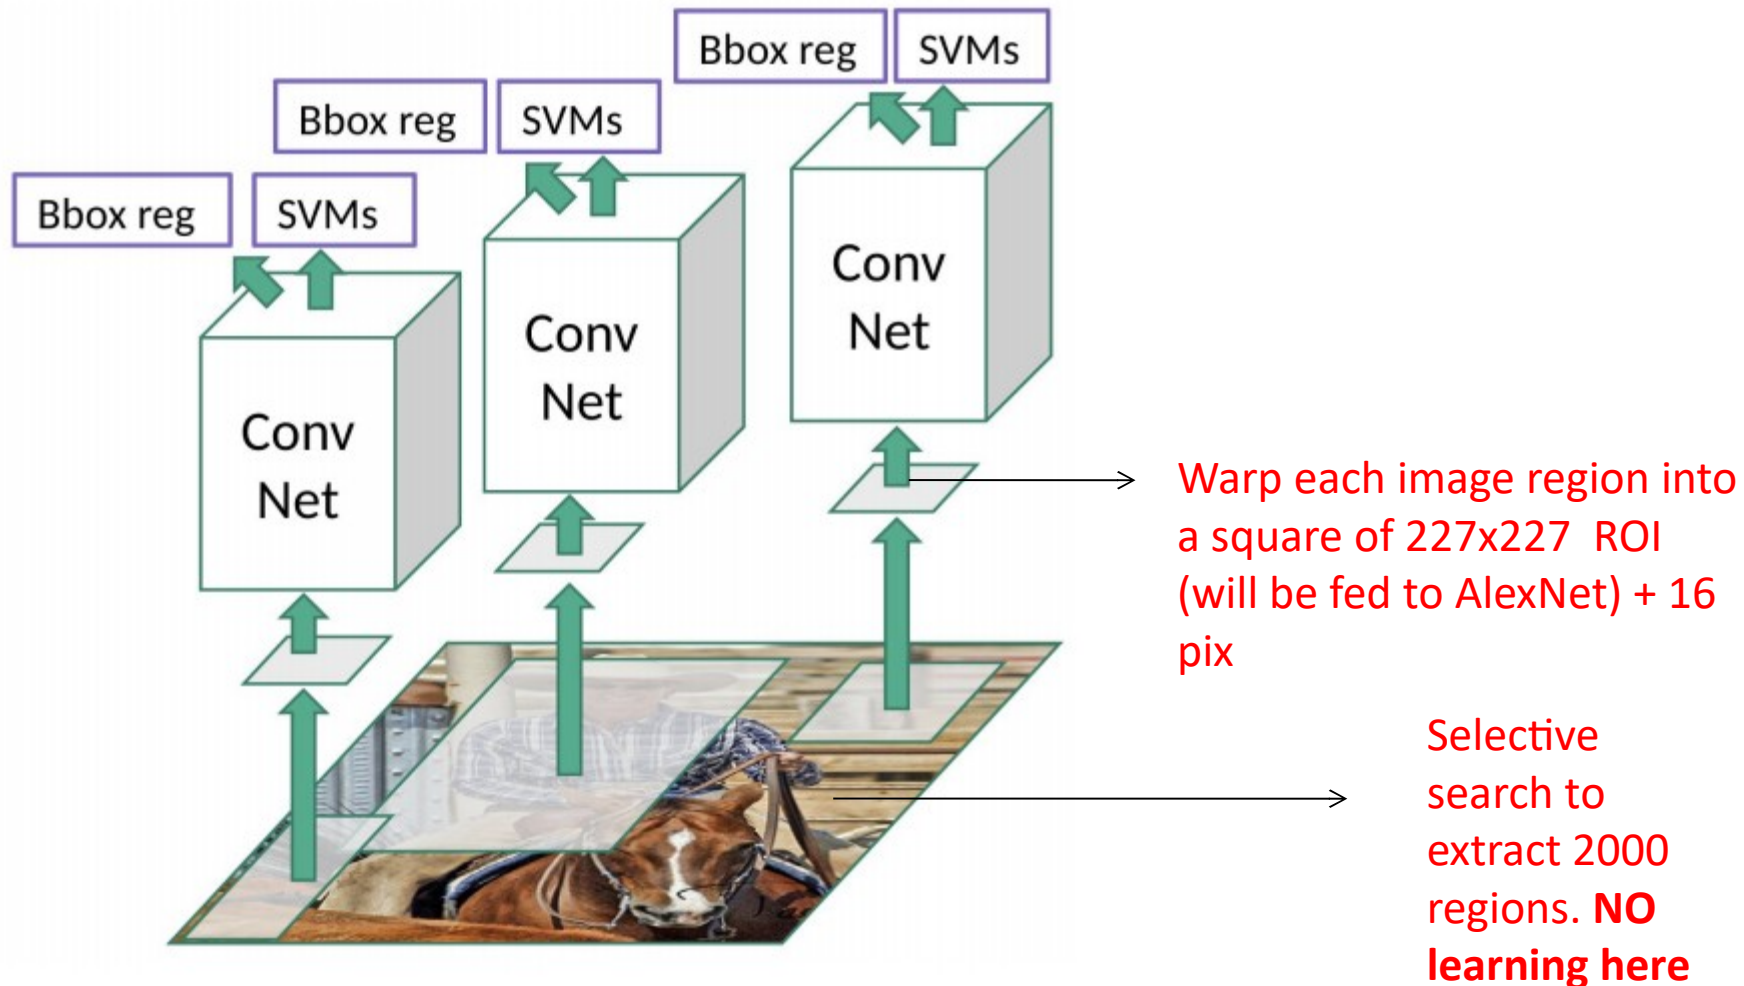 Bbox reg SVMs
Bbox reg SVMs
Bbox reg SVMs
Conv
Net
Conv
Net
Conv
Net
Warp each image region into
a square of 227x227 ROI
(will be fed to AlexNet) + 16
pix
Selective
search to
extract 2000
regions. NO
learning here